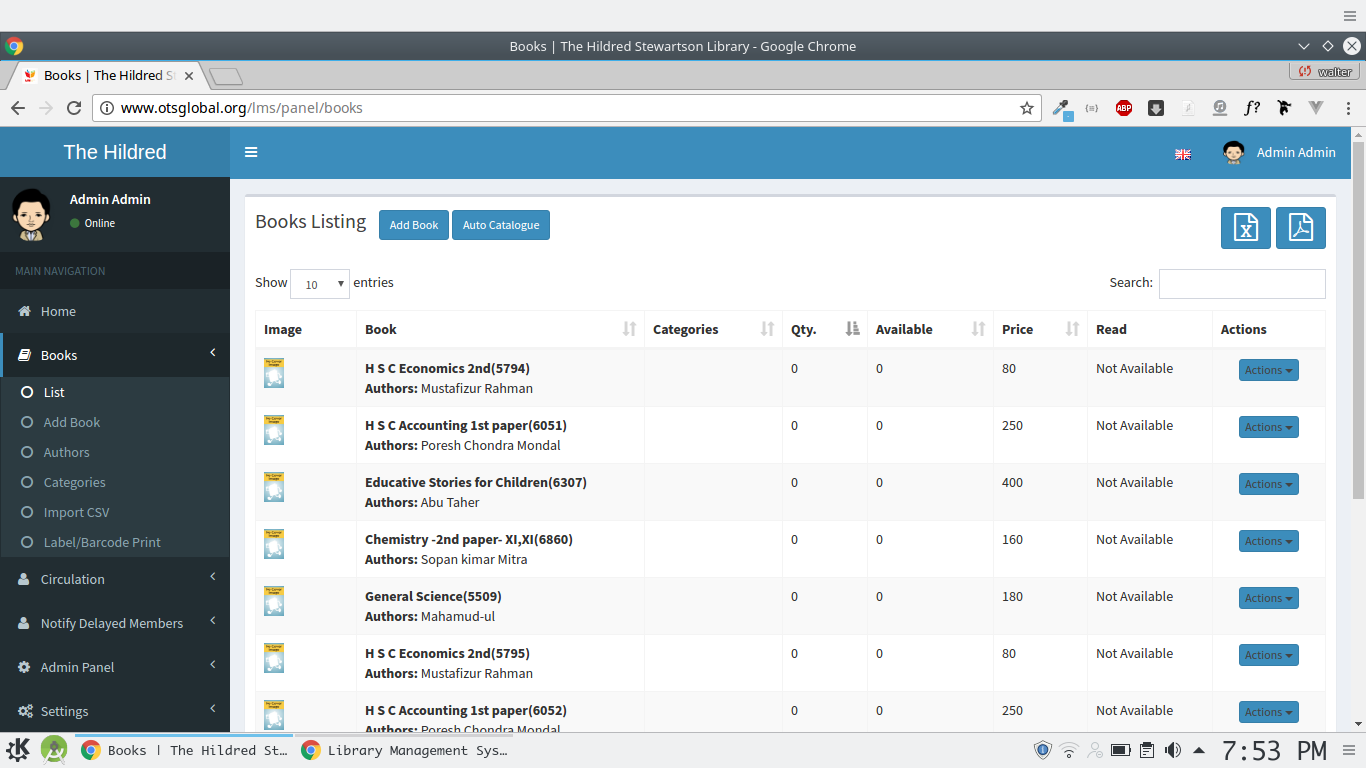 Books | The Hildred Stewartson Library - Google Chrome
Books | The Hildred S
walter
www.otsglobal.org/lms/panel/books
ABP
f?
The Hildred
Admin Admin
Admin Admin
Online
MAIN NAVIGATION
Home
Books
List
Add Book
Authors
Categories
Import CSV
Label/Barcode Print
Circulation
Notify Delayed Members
Admin Panel
Settings
Books Listing Add Book Auto Catalogue
Show 10 entries Search:
Image Book Categories Qty. Available Price Read Actions
H S C Economics 2nd(5794) 0 0 80 Not Available Actions
Authors: Mustafizur Rahman
H S C Accounting 1st paper(6051) 0 0 250 Not Available Actions
Authors: Poresh Chondra Mondal
Educative Stories for Children(6307) 0 0 400 Not Available Actions
Authors: Abu Taher
Chemistry -2nd paper- XI,XI(6860) 0 0 160 Not Available Actions
Authors: Sopan kimar Mitra
General Science(5509) 0 0 180 Not Available Actions
Authors: Mahamud-ul
H S C Economics 2nd(5795) 0 0 80 Not Available Actions
Authors: Mustafizur Rahman
H S C Accounting 1st paper(6052) 0 0 250 Not Available Actions
Authors: Poresh Chondra Mondal
Books | The Hildred St... Library Management Sys... 7:53 PM